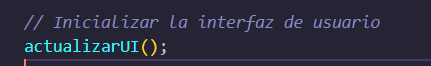 // Inicializar la interfaz de usuario
actualizarUI();